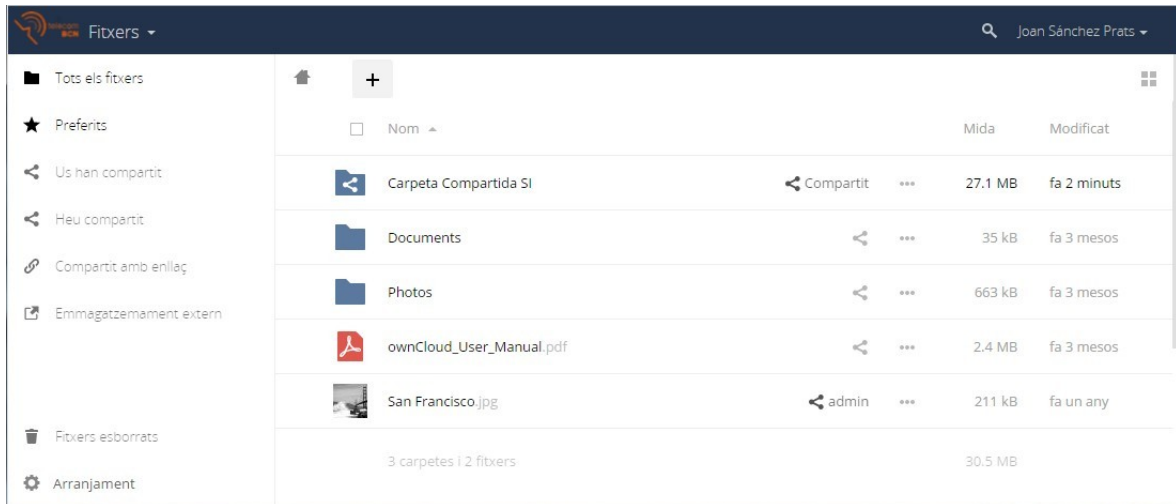 telecom
BCN
Fitxers
Joan Sánchez Prats
Tots els fitxers
Preferits
Us han compartit
Heu compartit
Compartit amb enllaç
Emmagatzemament extern
Fitxers esborrats
Arranjament
+
Nom Mida Modificat
Carpeta Compartida SI Compartit ••• 27.1 MB fa 2 minuts
Documents ••• 35 kB fa 3 mesos
Photos ••• 663 kB fa 3 mesos
ownCloud_User_Manual.pdf ••• 2.4 MB fa 3 mesos
San Francisco.jpg admin ••• 211 kB fa un any
3 carpetes i 2 fitxers 30.5 MB